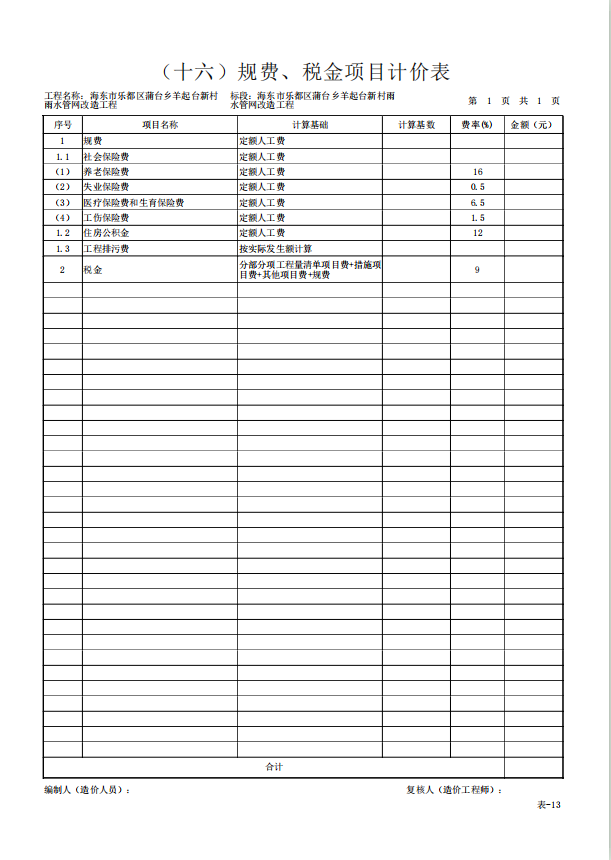 （十六）规费、税金项目计价表
工程名称：海东市乐都区蒲台乡羊起台新村
雨水管网改造工程
标段：海东市乐都区蒲台乡羊起台新村雨
水管网改造工程
第 1 页 共 1 页
序号 项目名称 计算基础 计算基数 费率(%) 金额（元）
1 规费 定额人工费
1.1 社会保险费 定额人工费
(1) 养老保险费 定额人工费 16
(2) 失业保险费 定额人工费 0.5
(3) 医疗保险费和生育保险费 定额人工费 6.5
(4) 工伤保险费 定额人工费 1.5
1.2 住房公积金 定额人工费 12
1.3 工程排污费 按实际发生额计算
2 税金 分部分项工程量清单项目费+措施项
目费+其他项目费+规费 9
合计
编制人（造价人员）： 复核人（造价工程师）：
表-13